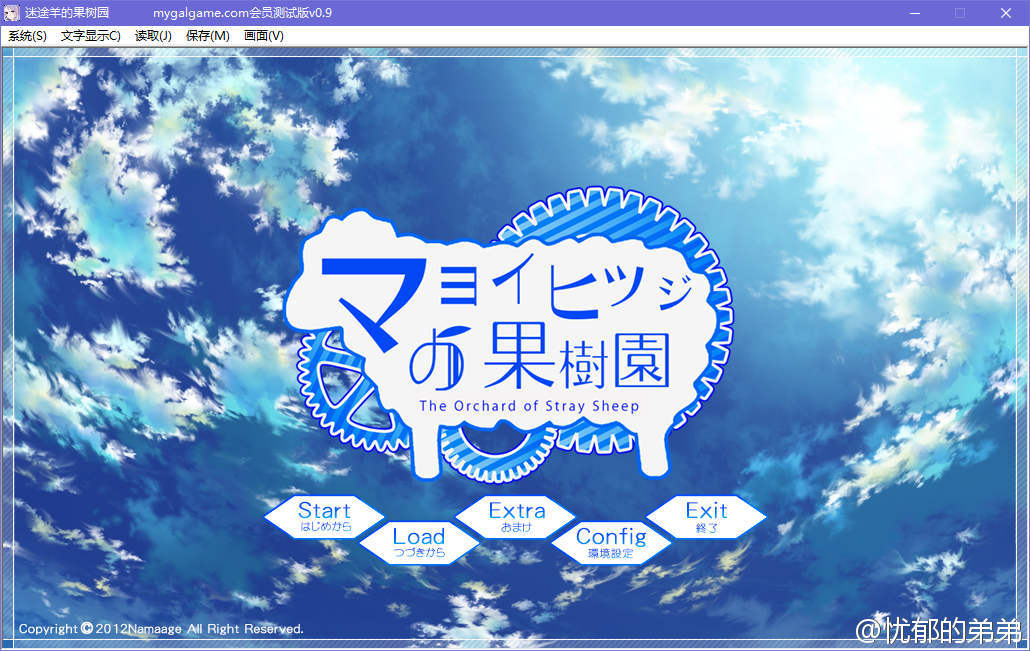 迷途羊的果树园 mygalgame.com会员测试版v0.9
系统(S) 文字显示C) 读取(J) 保存(M) 画面(V)
マヨイヒツジ
の果樹園
The Orchard of Stray Sheep
Start
はじめから
Load
つづきから
Extra
おまけ
Config
環境設定
Exit
終了
Copyright © 2012Namaage All Right Reserved.
@忧郁的弟弟